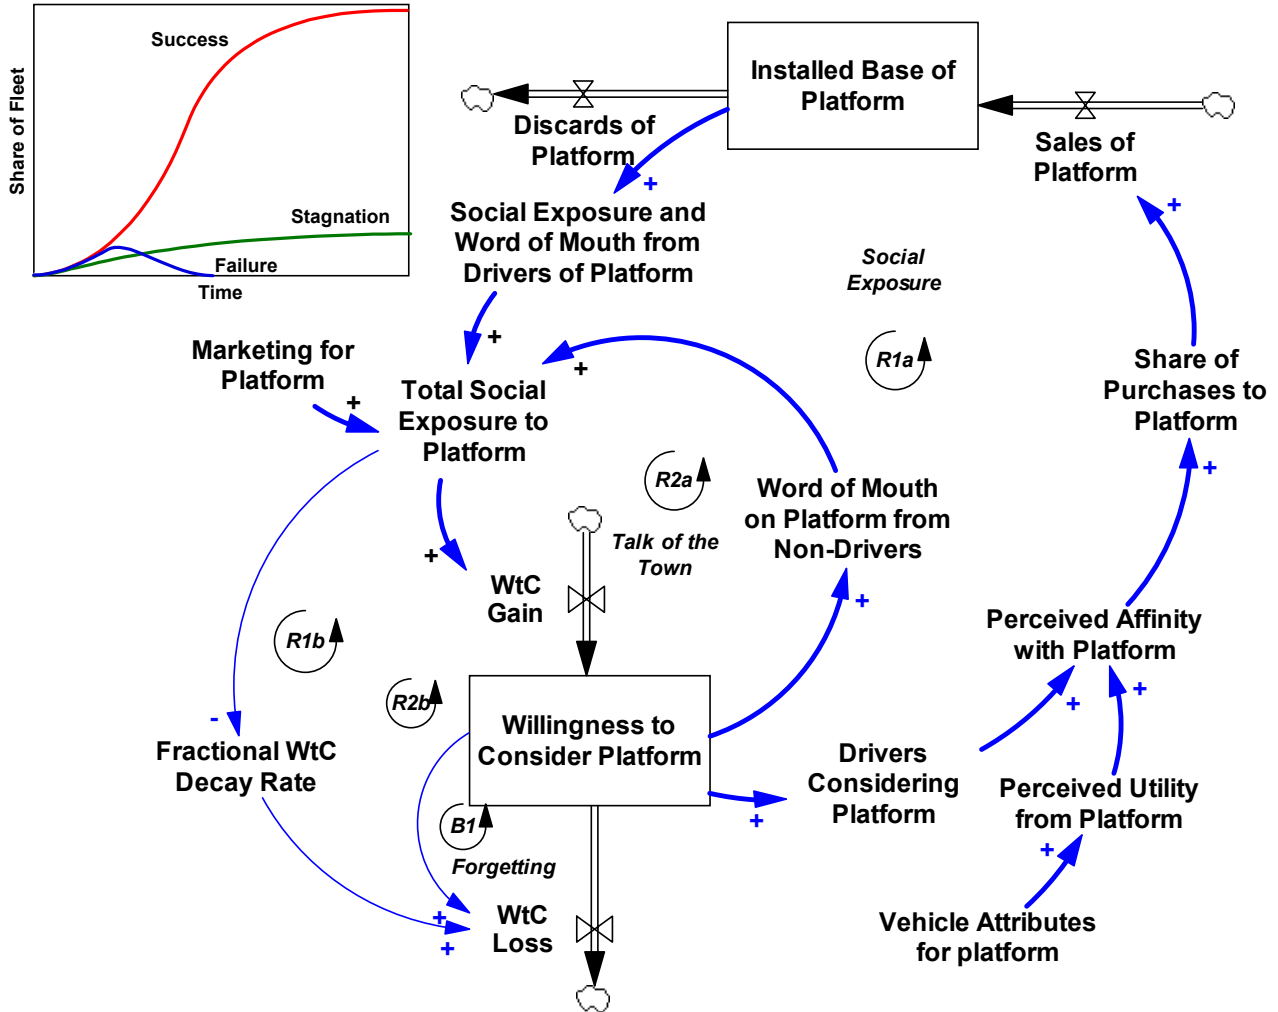 Share of Fleet
Success
Stagnation
Failure
Time
Installed Base of
Platform
Discards of
Platform
+
Sales of
Platform
+
Social Exposure and
Word of Mouth from
Drivers of Platform
Social
Exposure
R1a
+
+
Marketing for
Platform
+
Total Social
Exposure to
Platform
Share of
Purchases to
Platform
+
R2a
Talk of the
Town
Word of Mouth
on Platform from
Non-Drivers
+
+
WtC
Gain
R1b
R2b
Perceived Affinity
with Platform
+
+
-
Fractional WtC
Decay Rate
Willingness to
Consider Platform
+
Drivers
Considering
Platform
Perceived Utility
from Platform
+
B1
Forgetting
WtC
Loss
+
+
Vehicle Attributes
for platform